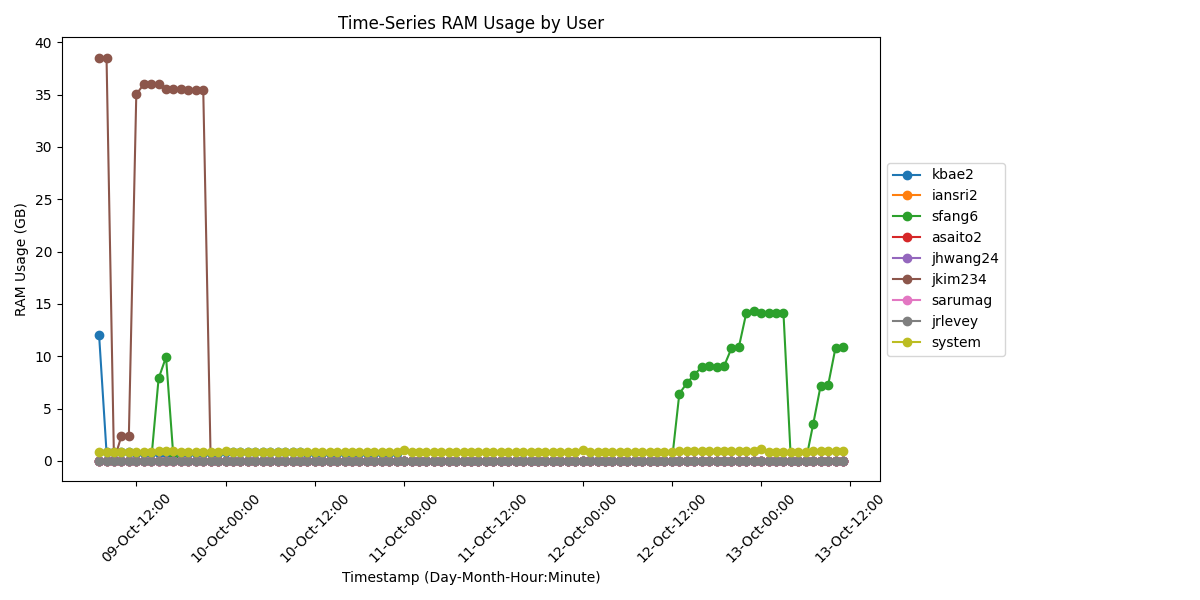 Time-Series RAM Usage by User
RAM Usage (GB)
40
35
30
25
20
15
10
5
0
09-Oct-12:00
10-Oct-00:00
10-Oct-12:00
11-Oct-00:00
11-Oct-12:00
12-Oct-00:00
12-Oct-12:00
13-Oct-00:00
13-Oct-12:00
Timestamp (Day-Month-Hour:Minute)
kbae2
iansri2
sfang6
asaito2
jhwang24
jkim234
sarumag
jrlevey
system